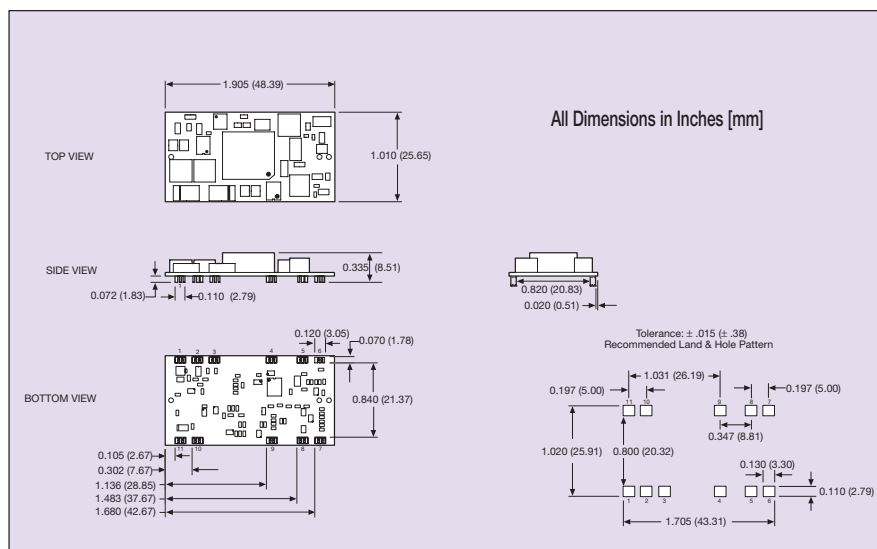 1.905 (48.39)
All Dimensions in Inches [mm]
TOP VIEW
1.010 (25.65)
SIDE VIEW
0.335 (8.51)
1
0.072 (1.83)
0.110 (2.79)
0.820 (20.83)
0.020 (0.51)
0.120 (3.05)
0.070 (1.78)
1 2 3 4 5 6
BOTTOM VIEW
0.840 (21.37)
11 10 9 8 7
0.105 (2.67)
0.302 (7.67)
1.136 (28.85)
1.483 (37.67)
1.680 (42.67)
Tolerance: ± .015 (± .38)
Recommended Land & Hole Pattern
1.031 (26.19)
0.197 (5.00)
0.197 (5.00)
11 10 9 8 7
0.347 (8.81)
1.020 (25.91)
0.800 (20.32)
0.130 (3.30)
0.110 (2.79)
1 2 3 4 5 6
1.705 (43.31)